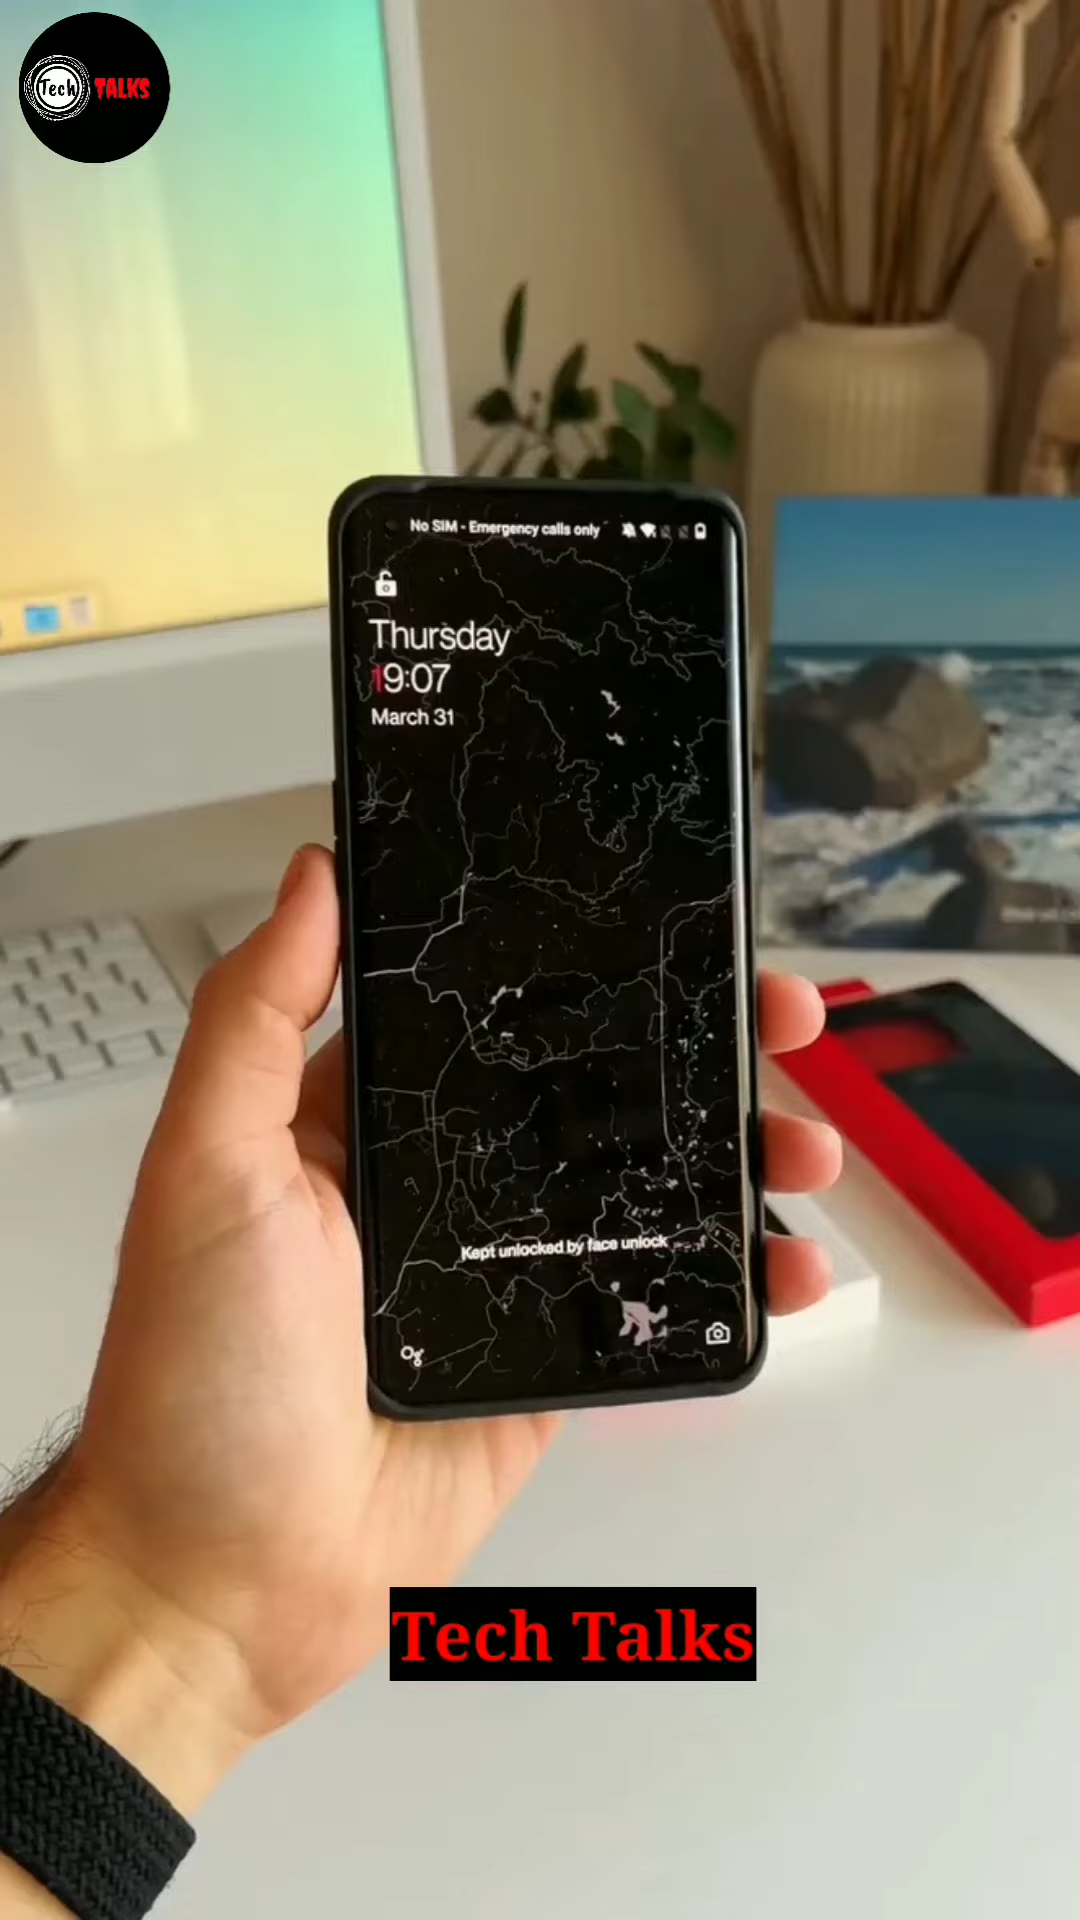 Tech TALKS
No SIM - Emergency calls only
Thursday
19:07
March 31
Kept unlocked by face unlock
Tech Talks